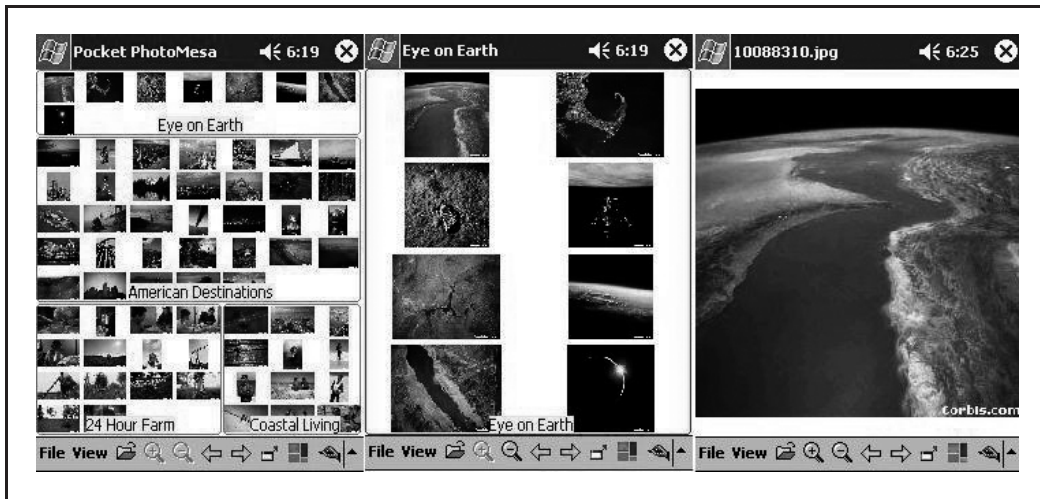 Pocket PhotoMesa 6:19
Eye on Earth
American Destinations
24 Hour Farm
Coastal Living
File View
Eye on Earth 6:19
Eye on Earth
File View
10088310.jpg 6:25
Corbis.com
File View